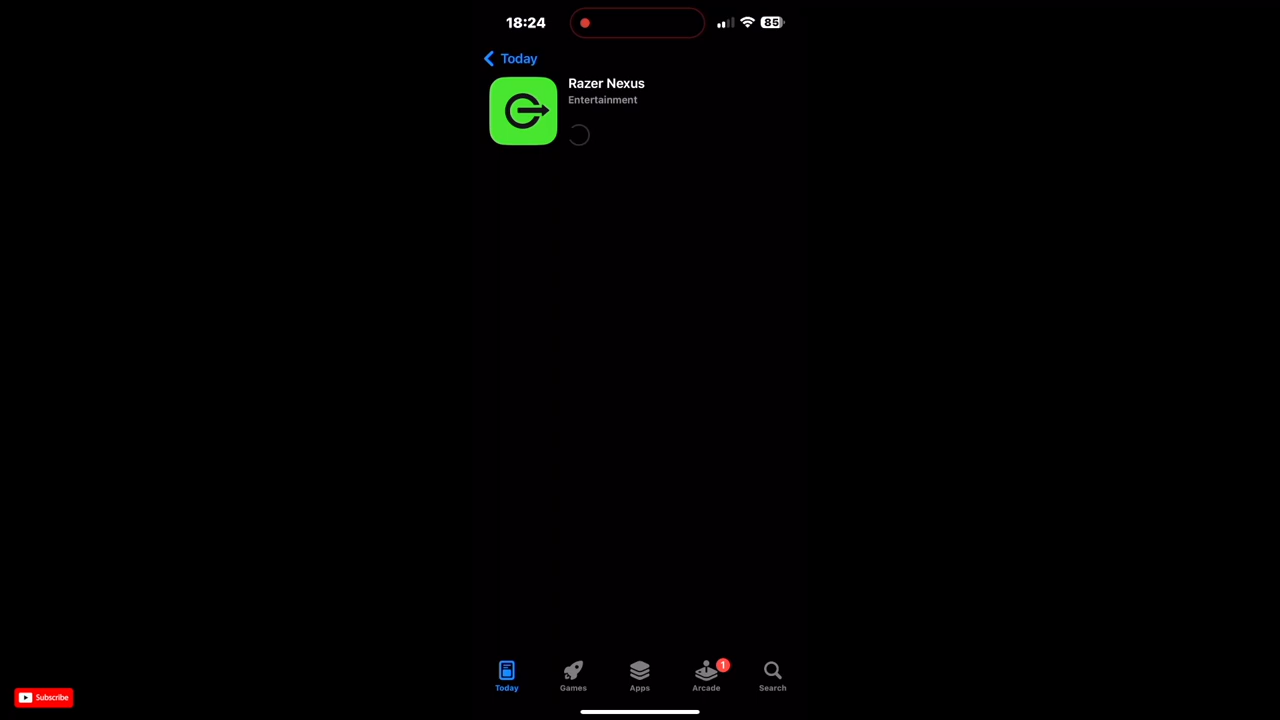 18:24
85
Today
Razer Nexus
Entertainment
1
Today
Games
Apps
Arcade
Search
Subscribe